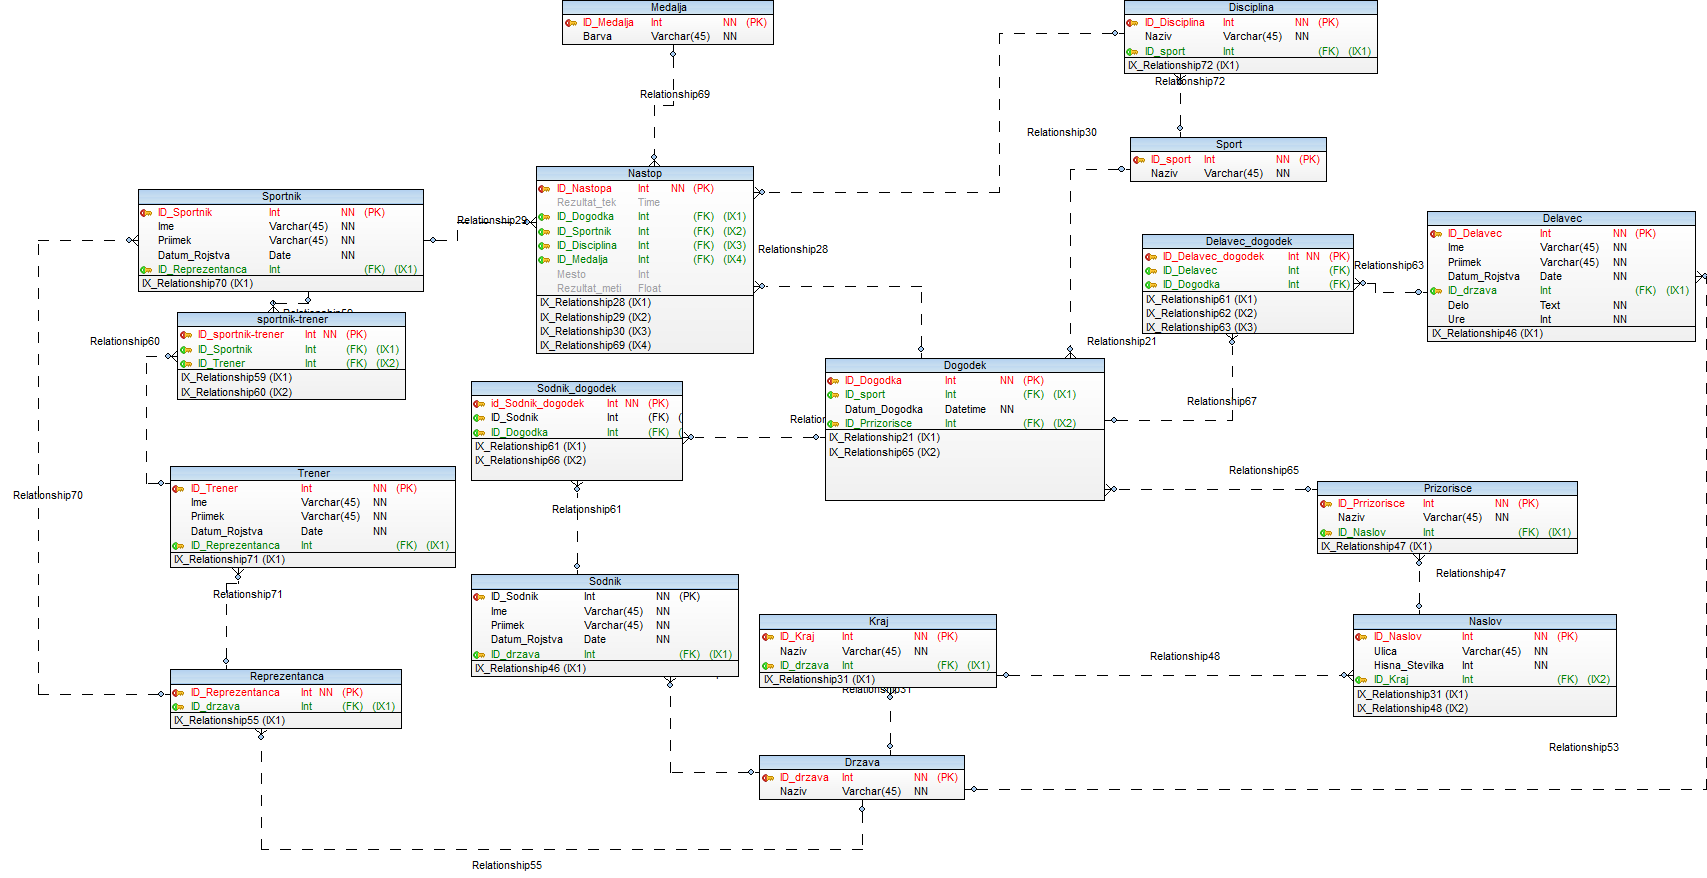 Medalja
ID_Medalja Int NN (PK)
Barva Varchar(45) NN
Relationship69
Disciplina
ID_Disciplina Int NN (PK)
Naziv Varchar(45) NN
ID_sport Int (FK) (IX1)
IX_Relationship72 (IX1)
Relationship72
Relationship30
Sport
ID_sport Int NN (PK)
Naziv Varchar(45) NN
Nastop
ID_Nastopa Int NN (PK)
Rezultat_tek Time
ID_Dogodka Int (FK) (IX1)
ID_Sportnik Int (FK) (IX2)
ID_Disciplina Int (FK) (IX3)
ID_Medalja Int (FK) (IX4)
Mesto Int
Rezultat_meti Float
IX_Relationship28 (IX1)
IX_Relationship29 (IX2)
IX_Relationship30 (IX3)
IX_Relationship69 (IX4)
Sportnik
ID_Sportnik Int NN (PK)
Ime Varchar(45) NN
Priimek Varchar(45) NN
Datum_Rojstva Date NN
ID_Reprezentanca Int (FK) (IX1)
IX_Relationship70 (IX1)
Relationship29
Relationship28
Delavec
ID_Delavec Int NN (PK)
Ime Varchar(45) NN
Priimek Varchar(45) NN
Datum_Rojstva Date NN
ID_drzava Int (FK) (IX1)
Delo Text NN
Ure Int NN
IX_Relationship46 (IX1)
Delavec_dogodek
ID_Delavec_dogodek Int NN (PK)
ID_Delavec Int (FK)
ID_Dogodka Int (FK)
IX_Relationship61 (IX1)
IX_Relationship62 (IX2)
IX_Relationship63 (IX3)
Relationship63
Relationship59
sportnik-trener
ID_sportnik-trener Int NN (PK)
ID_Sportnik Int (FK) (IX1)
ID_Trener Int (FK) (IX2)
IX_Relationship59 (IX1)
IX_Relationship60 (IX2)
Relationship60
Relationship21
Dogodek
ID_Dogodka Int NN (PK)
ID_sport Int (FK) (IX1)
Datum_Dogodka Datetime NN
ID_Prrizorisce Int (FK) (IX2)
IX_Relationship21 (IX1)
IX_Relationship65 (IX2)
Sodnik_dogodek
id_Sodnik_dogodek Int NN (PK)
ID_Sodnik Int (FK) (
ID_Dogodka Int (FK) (
IX_Relationship61 (IX1)
IX_Relationship66 (IX2)
Relation
Relationship67
Relationship65
Trener
ID_Trener Int NN (PK)
Ime Varchar(45) NN
Priimek Varchar(45) NN
Datum_Rojstva Date NN
ID_Reprezentanca Int (FK) (IX1)
IX_Relationship71 (IX1)
Relationship70
Relationship61
Prizorisce
ID_Prrizorisce Int NN (PK)
Naziv Varchar(45) NN
ID_Naslov Int (FK) (IX1)
IX_Relationship47 (IX1)
Relationship47
Relationship71
Sodnik
ID_Sodnik Int NN (PK)
Ime Varchar(45) NN
Priimek Varchar(45) NN
Datum_Rojstva Date NN
ID_drzava Int (FK) (IX1)
IX_Relationship46 (IX1)
Kraj
ID_Kraj Int NN (PK)
Naziv Varchar(45) NN
ID_drzava Int (FK) (IX1)
IX_Relationship31 (IX1)
Relationship31
Relationship48
Naslov
ID_Naslov Int NN (PK)
Ulica Varchar(45) NN
Hisna_Stevilka Int NN
ID_Kraj Int (FK) (IX2)
IX_Relationship31 (IX1)
IX_Relationship48 (IX2)
Reprezentanca
ID_Reprezentanca Int NN (PK)
ID_drzava Int (FK) (IX1)
IX_Relationship55 (IX1)
Relationship53
Drzava
ID_drzava Int NN (PK)
Naziv Varchar(45) NN
Relationship55